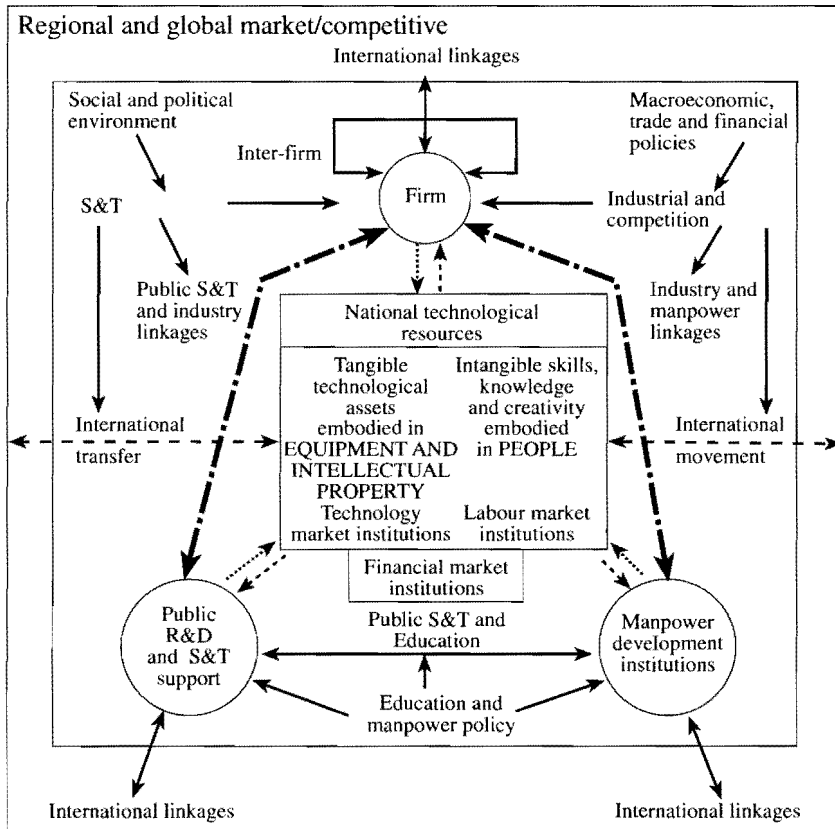 Regional and global market/competitive
International linkages
Social and political
environment
Macroeconomic,
trade and financial
policies
Inter-firm
Firm
S&T
Industrial and
competition
Public S&T
and industry
linkages
Industry and
manpower
linkages
National technological
resources
Tangible
technological
assets
embodied in
EQUIPMENT AND
INTELLECTUAL
PROPERTY
Technology
market institutions
Intangible skills,
knowledge
and creativity
embodied
in PEOPLE
Labour market
institutions
International
transfer
International
movement
Financial market
institutions
Public
R&D
and S&T
support
Public S&T and
Education
Manpower
development
institutions
Education and
manpower policy
International linkages
International linkages